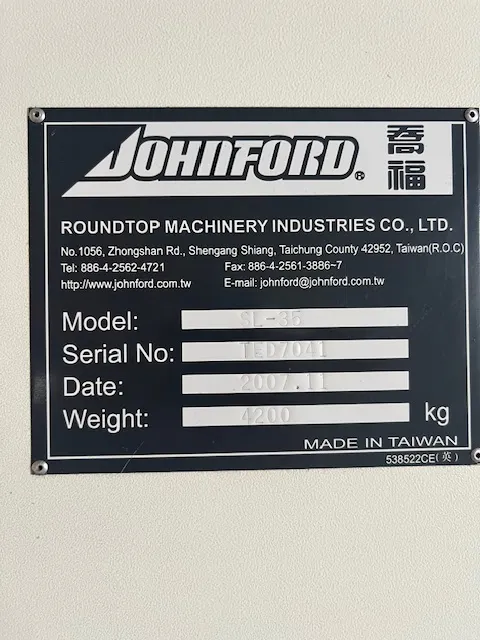 JOHNFORD® 喬福
ROUNDTOP MACHINERY INDUSTRIES CO., LTD.
No.1056, Zhongshan Rd., Shengang Shiang, Taichung County 42952, Taiwan(R.O.C)
Tel: 886-4-2562-4721 Fax: 886-4-2561-3886~7
http://www.johnford.com.tw E-mail: johnford@johnford.com.tw
Model: SL-35
Serial No: TED7041
Date: 2007.11
Weight: 4200 kg
MADE IN TAIWAN
538522CE(英)